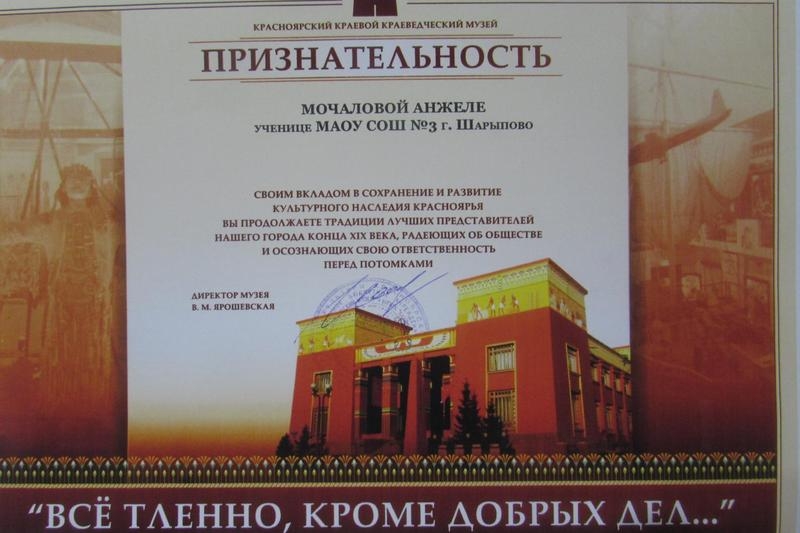 КРАСНОЯРСКИЙ КРАЕВОЙ КРАЕВЕДЧЕСКИЙ МУЗЕЙ
ПРИЗНАТЕЛЬНОСТЬ
МОЧАЛОВОЙ АНЖЕЛЕ
УЧЕНИЦЕ МАОУ СОШ №3 Г. ШАРЫПОВО
СВОИМ ВКЛАДОМ В СОХРАНЕНИЕ И РАЗВИТИЕ
КУЛЬТУРНОГО НАСЛЕДИЯ КРАСНОЯРЬЯ
ВЫ ПРОДОЛЖАЕТЕ ТРАДИЦИИ ЛУЧШИХ ПРЕДСТАВИТЕЛЕЙ
НАШЕГО ГОРОДА КОНЦА XIX ВЕКА, РАДЕЮЩИХ ОБ ОБЩЕСТВЕ
И ОСОЗНАЮЩИХ СВОЮ ОТВЕТСТВЕННОСТЬ
ПЕРЕД ПОТОМКАМИ
ДИРЕКТОР МУЗЕЯ
В. М. ЯРОШЕВСКАЯ
“ВСЁ ТЛЕННО, КРОМЕ ДОБРЫХ ДЕЛ...”